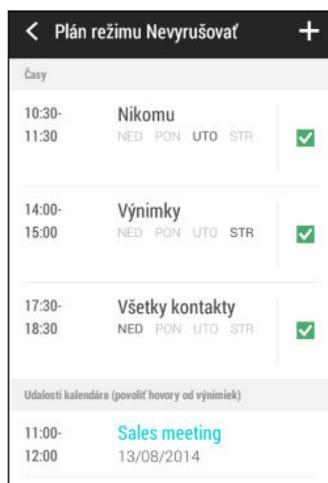 Plán režimu Nevyrušovať
Časy
10:30-
11:30
Nikomu
NED PON UTO STR
14:00-
15:00
Výnimky
NED PON UTO STR
17:30-
18:30
Všetky kontakty
NED PON UTO STR
Udalosti kalendára (povoliť hovory od výnimiek)
11:00-
12:00
Sales meeting
13/08/2014